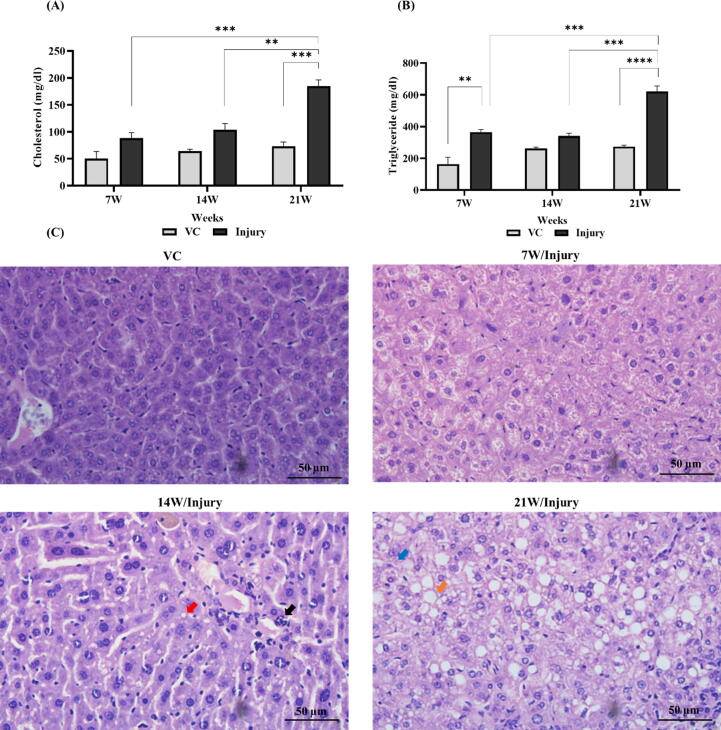 (A)
***
**
***
250
200
150
100
50
0
Cholesterol (mg/dl)
7W 14W 21W
Weeks
VC Injury
(B)
***
***
****
**
800
600
400
200
0
Triglyceride (mg/dl)
7W 14W 21W
Weeks
VC Injury
(C)
VC
50 µm
7W/Injury
50 µm
14W/Injury
50 µm
21W/Injury
50 µm